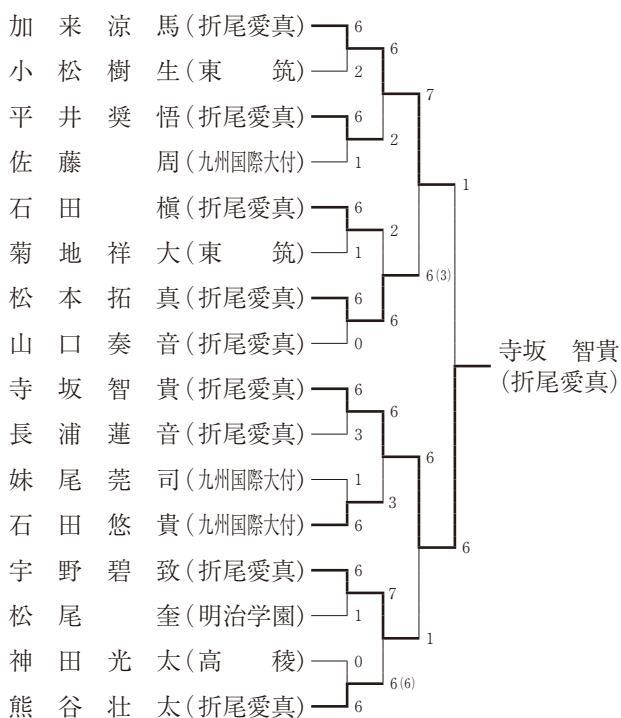 加来涼馬(折尾愛真) 6
小松樹生(東筑) 2
平井奨悟(折尾愛真) 6
佐藤周(九州国際大付) 1
石田槇(折尾愛真) 6
菊地祥大(東筑) 1
松本拓真(折尾愛真) 6
山口奏音(折尾愛真) 0
寺坂智貴(折尾愛真) 6
長浦蓮音(折尾愛真) 3
妹尾莞司(九州国際大付) 1
石田悠貴(九州国際大付) 6
宇野碧致(折尾愛真) 6
松尾奎(明治学園) 1
神田光太(高稜) 0
熊谷壮太(折尾愛真) 6
6
2
2
6
6
3
7
6(6)
7
6(3)
6
1
1
6
寺坂 智貴
(折尾愛真)